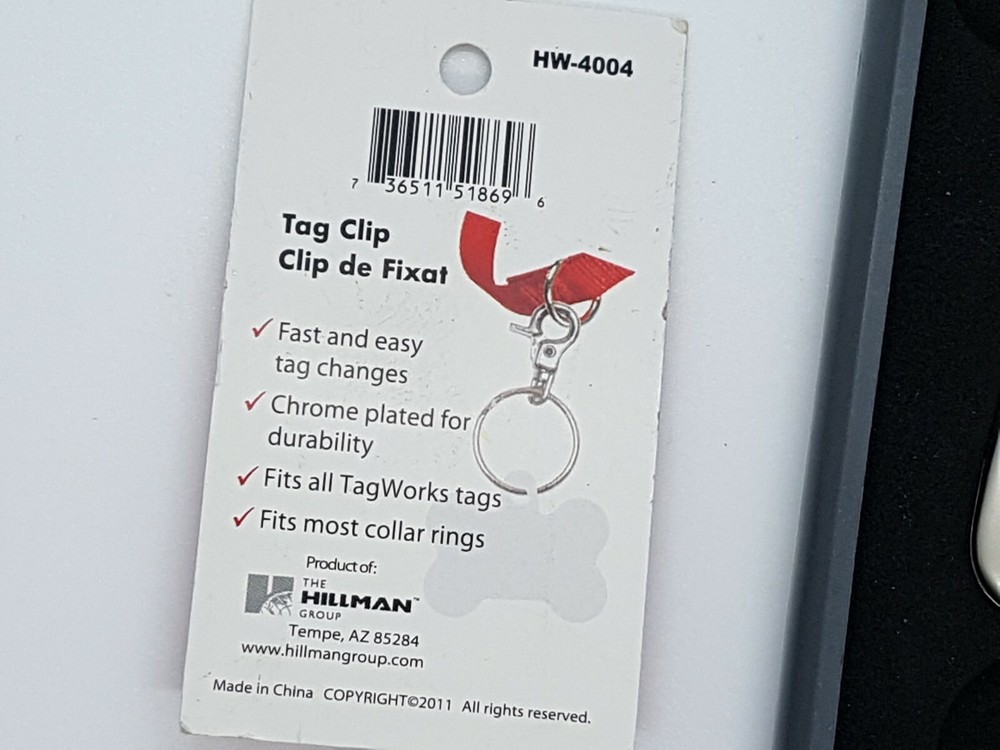 HW-4004
7 36511 51869 6
Tag Clip
Clip de Fixat
✓ Fast and easy
tag changes
✓ Chrome plated for
durability
✓ Fits all TagWorks tags
✓ Fits most collar rings
Product of:
THE
HILLMAN™
GROUP
Tempe, AZ 85284
www.hillmangroup.com
Made in China COPYRIGHT©2011 All rights reserved.